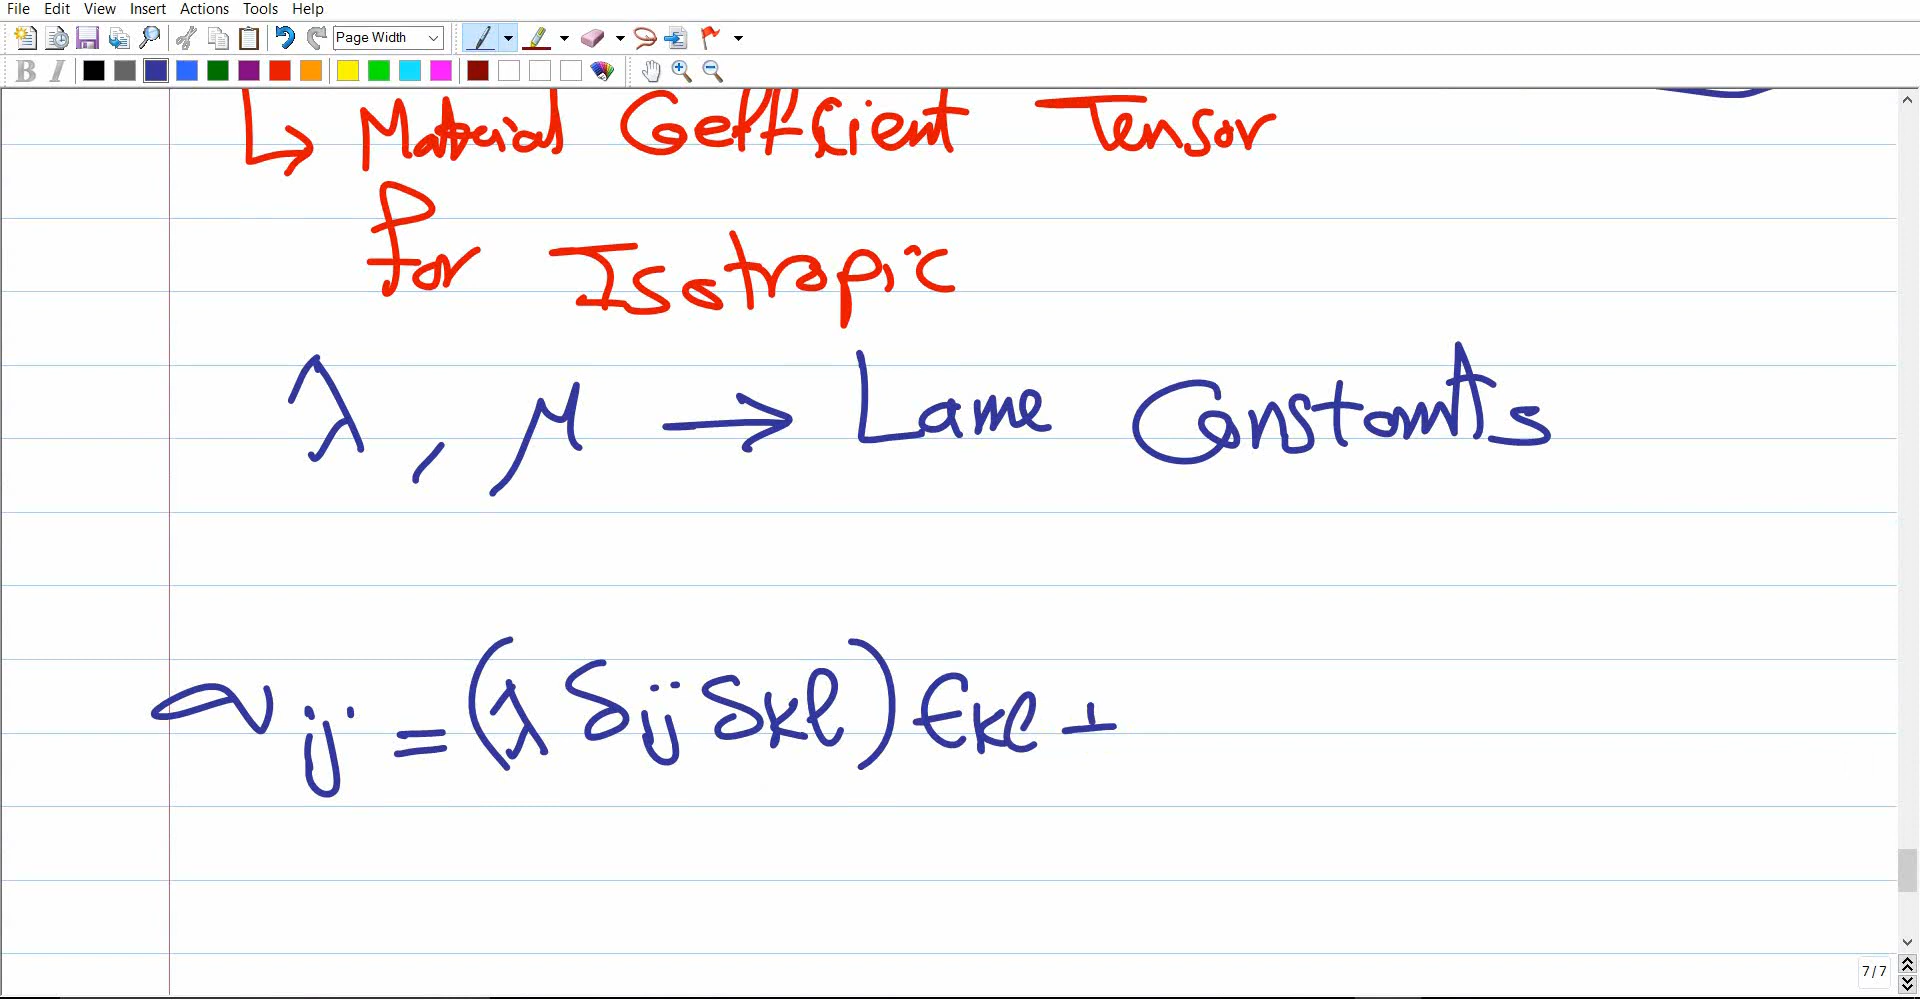 File Edit View Insert Actions Tools Help
Page Width
B I
↳ Material Coefficient Tensor
for Isotropic
λ, μ → Lame Constants
σij = (λ δij δkl) Ekl +
7/7